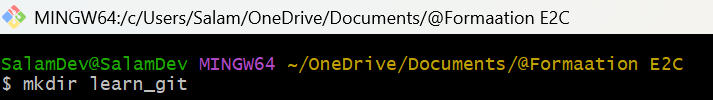 MINGW64:/c/Users/Salam/OneDrive/Documents/@Formaation E2C
SalamDev@SalamDev MINGW64 ~/OneDrive/Documents/@Formaation E2C
$ mkdir learn_git